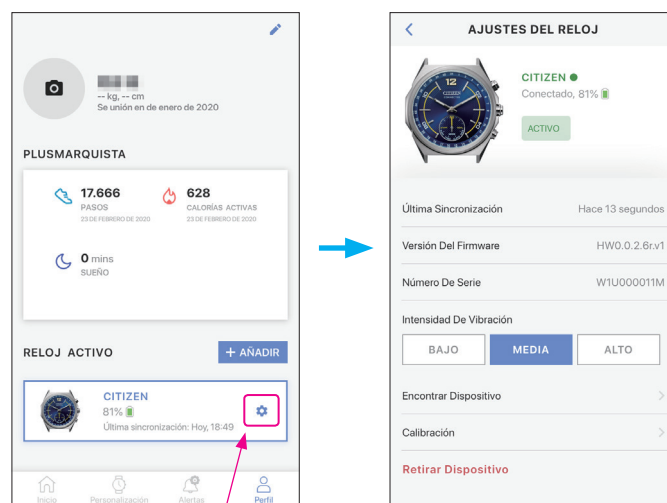 -- kg, -- cm
Se unión en de enero de 2020
PLUSMARQUISTA
17.666
PASOS
23 DE FEBRERO DE 2020
628
CALORÍAS ACTIVAS
23 DE FEBRERO DE 2020
0 mins
SUEÑO
RELOJ ACTIVO
+ AÑADIR
CITIZEN
81%
Última sincronización: Hoy, 18:49
Inicio
Personalización
Alertas
Perfil
AJUSTES DEL RELOJ
12
CITIZEN
CITIZEN
Conectado, 81%
ACTIVO
Última Sincronización Hace 13 segundos
Versión Del Firmware HW0.0.2.6r.v1
Número De Serie W1U000011M
Intensidad De Vibración
BAJO MEDIA ALTO
Encontrar Dispositivo
Calibración
Retirar Dispositivo